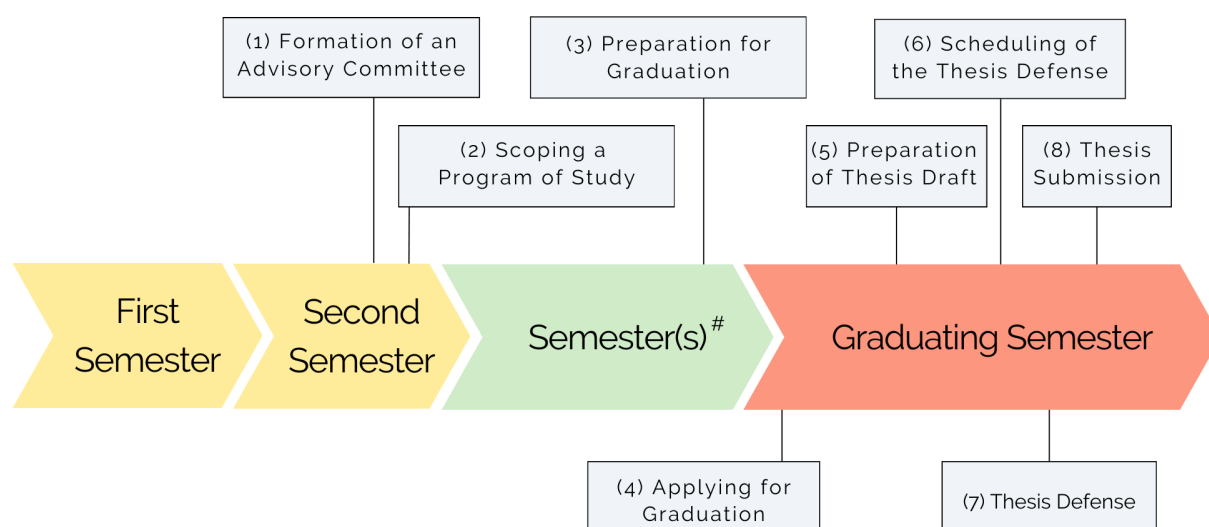 (1) Formation of an
Advisory Committee
(3) Preparation for
Graduation
(6) Scheduling of
the Thesis Defense
(2) Scoping a
Program of Study
(5) Preparation
of Thesis Draft
(8) Thesis
Submission
First
Semester
Second
Semester
Semester(s)#
Graduating Semester
(4) Applying for
Graduation
(7) Thesis Defense